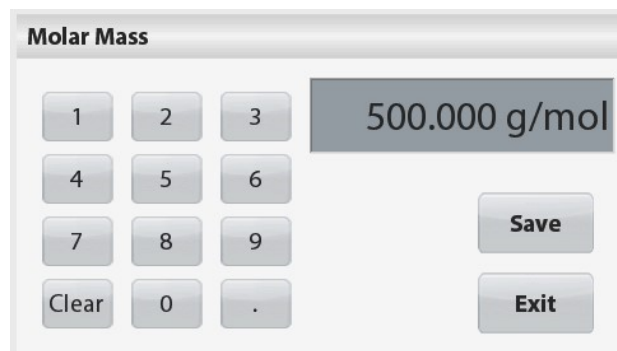 Molar Mass
1 2 3
500.000 g/mol
4 5 6
7 8 9
Save
Clear 0 .
Exit